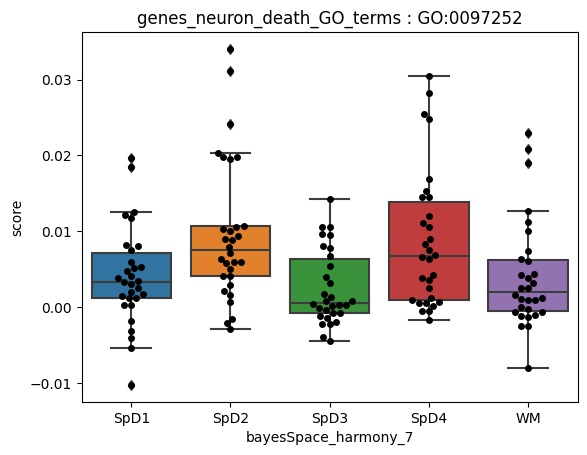 genes_neuron_death_GO_terms : GO:0097252
score
0.03
0.02
0.01
0.00
−0.01
SpD1 SpD2 SpD3 SpD4 WM
bayesSpace_harmony_7